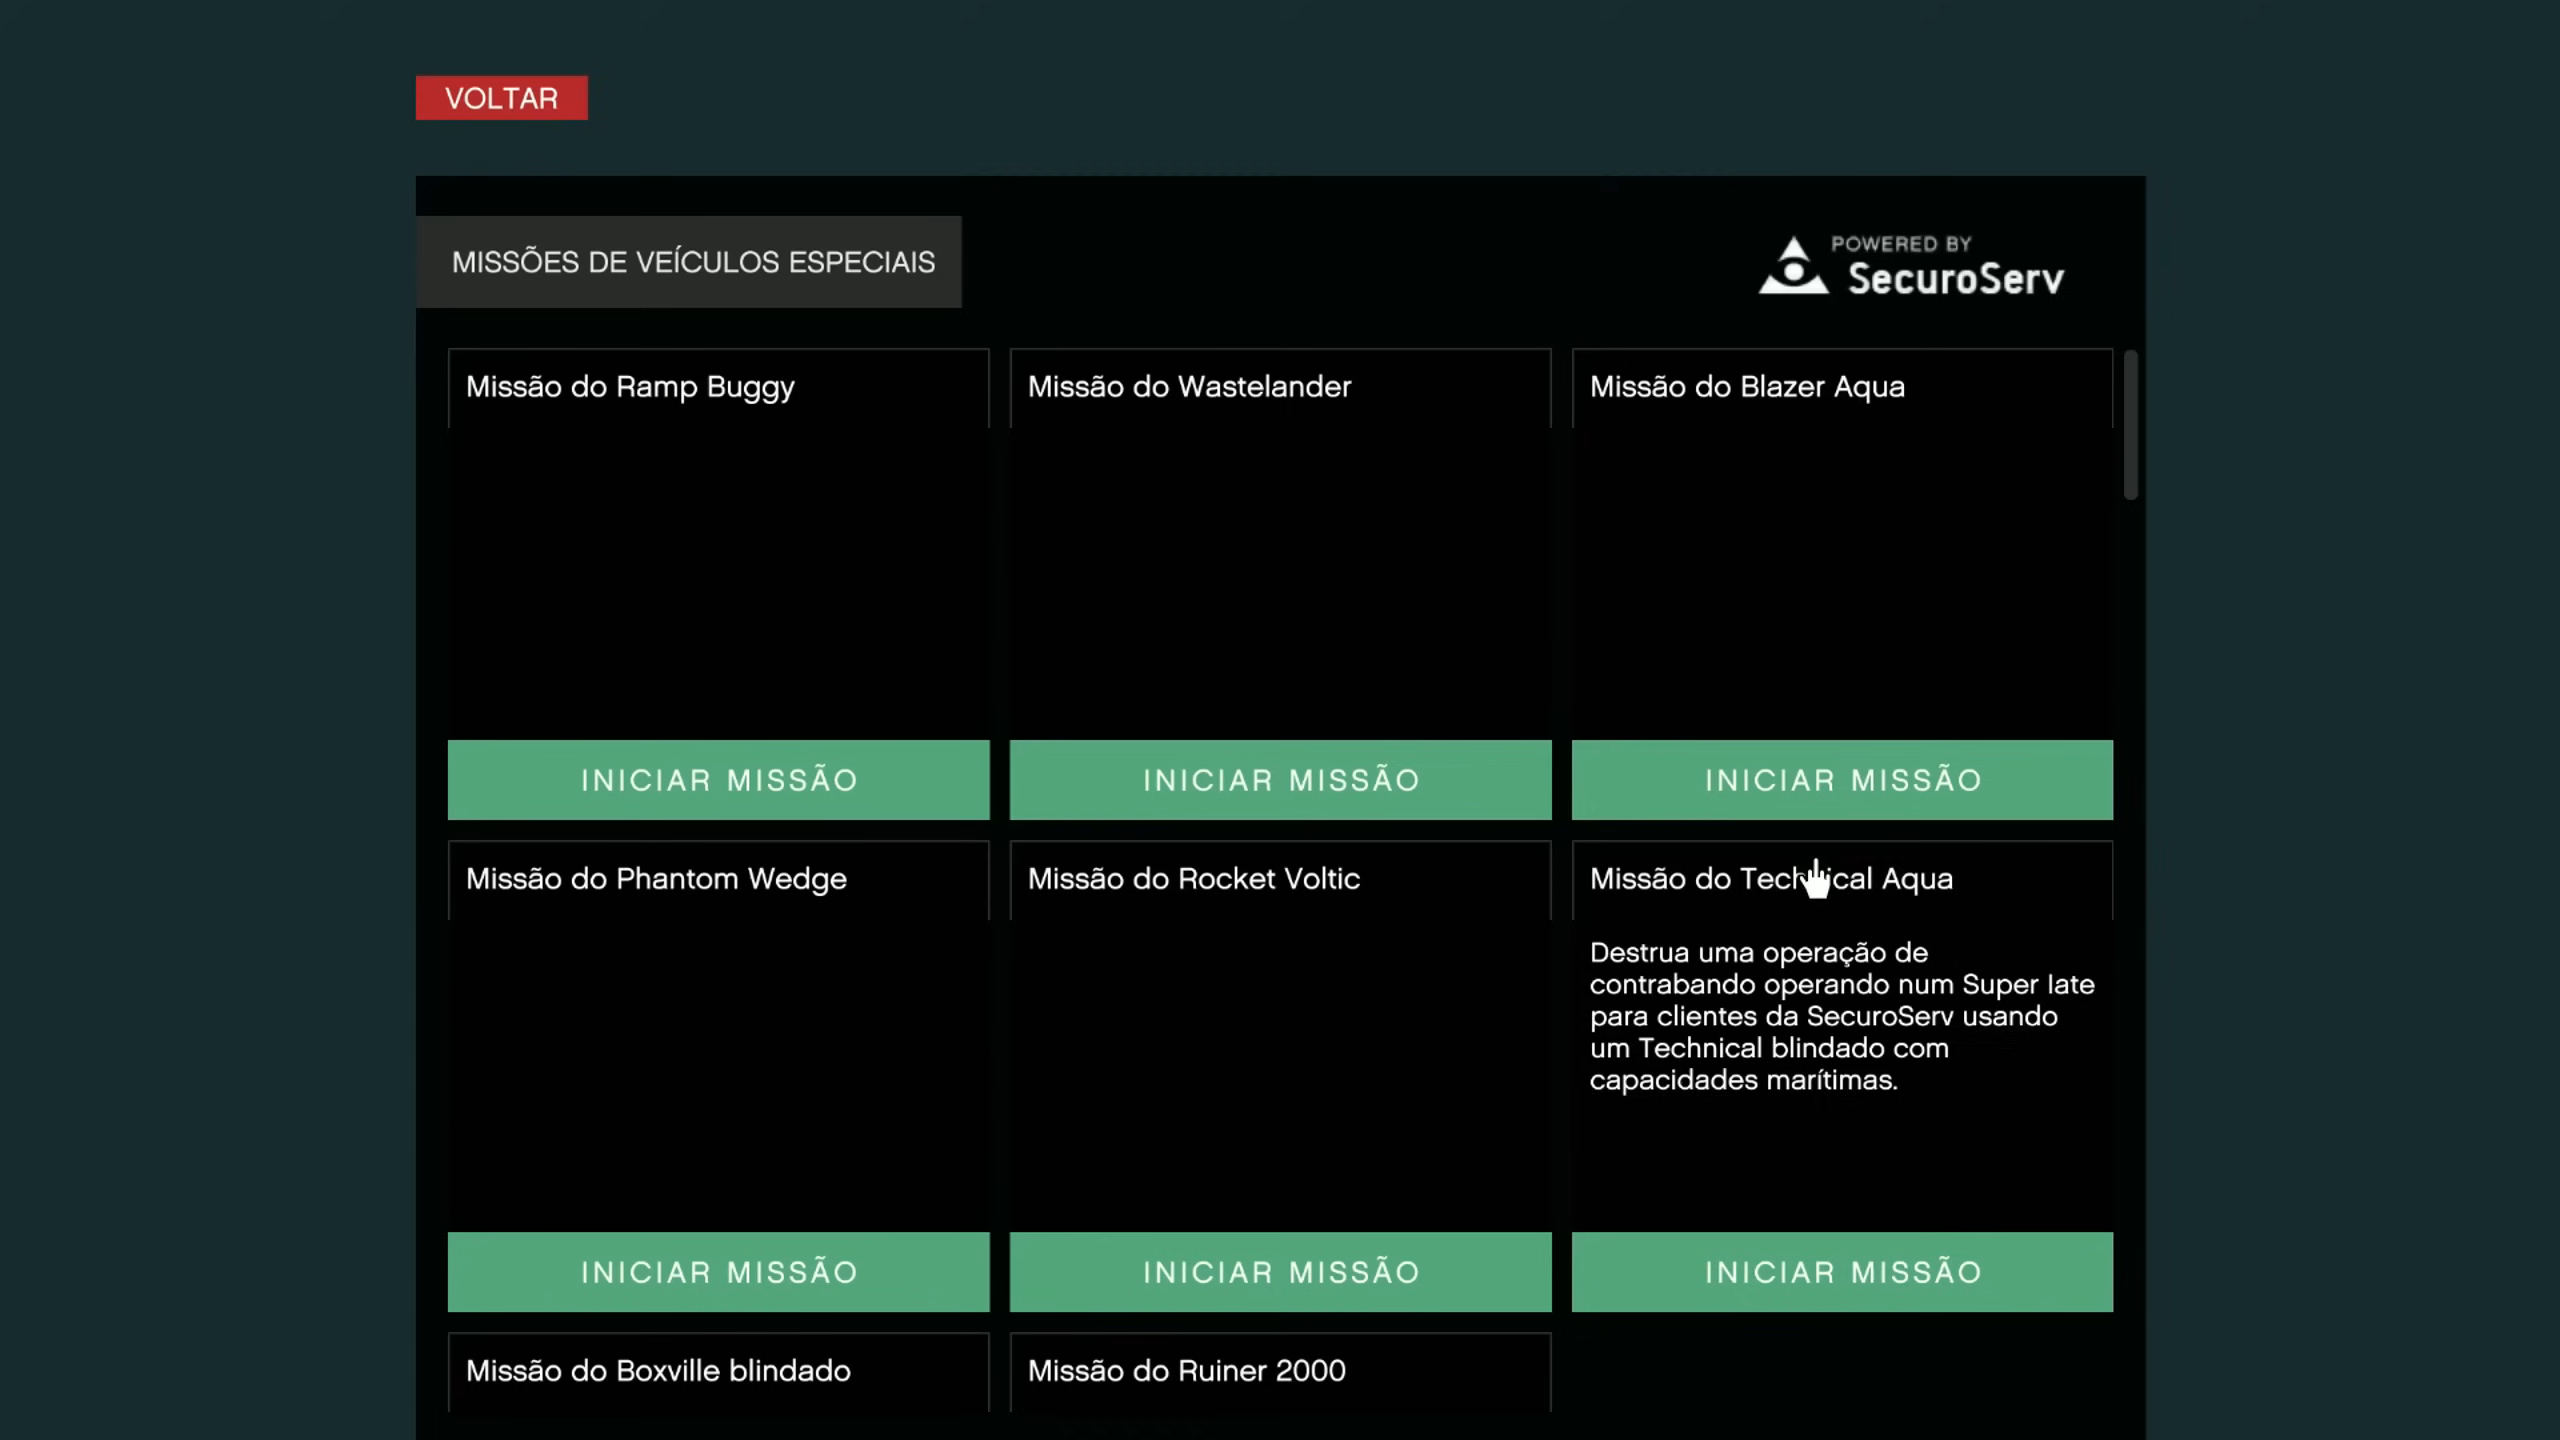 VOLTAR
MISSÕES DE VEÍCULOS ESPECIAIS
POWERED BY
SecuroServ
Missão do Ramp Buggy
Missão do Wastelander
Missão do Blazer Aqua
INICIAR MISSÃO
INICIAR MISSÃO
INICIAR MISSÃO
Missão do Phantom Wedge
Missão do Rocket Voltic
Missão do Technical Aqua
Destrua uma operação de
contrabando operando num Super Iate
para clientes da SecuroServ usando
um Technical blindado com
capacidades marítimas.
INICIAR MISSÃO
INICIAR MISSÃO
INICIAR MISSÃO
Missão do Boxville blindado
Missão do Ruiner 2000